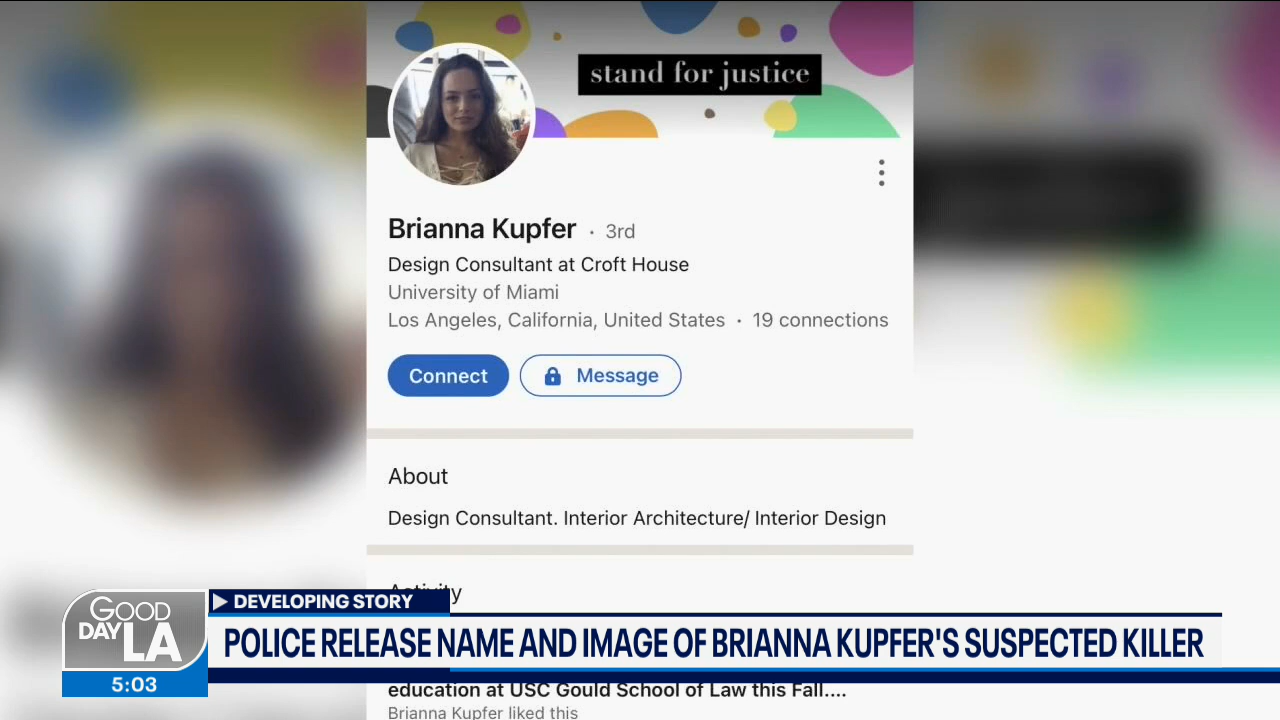 stand for justice
Brianna Kupfer · 3rd
Design Consultant at Croft House
University of Miami
Los Angeles, California, United States · 19 connections
Connect
Message
About
Design Consultant. Interior Architecture/ Interior Design
Activity
GOOD
DAY LA
5:03
DEVELOPING STORY
POLICE RELEASE NAME AND IMAGE OF BRIANNA KUPFER'S SUSPECTED KILLER
education at USC Gould School of Law this Fall....
Brianna Kupfer liked this